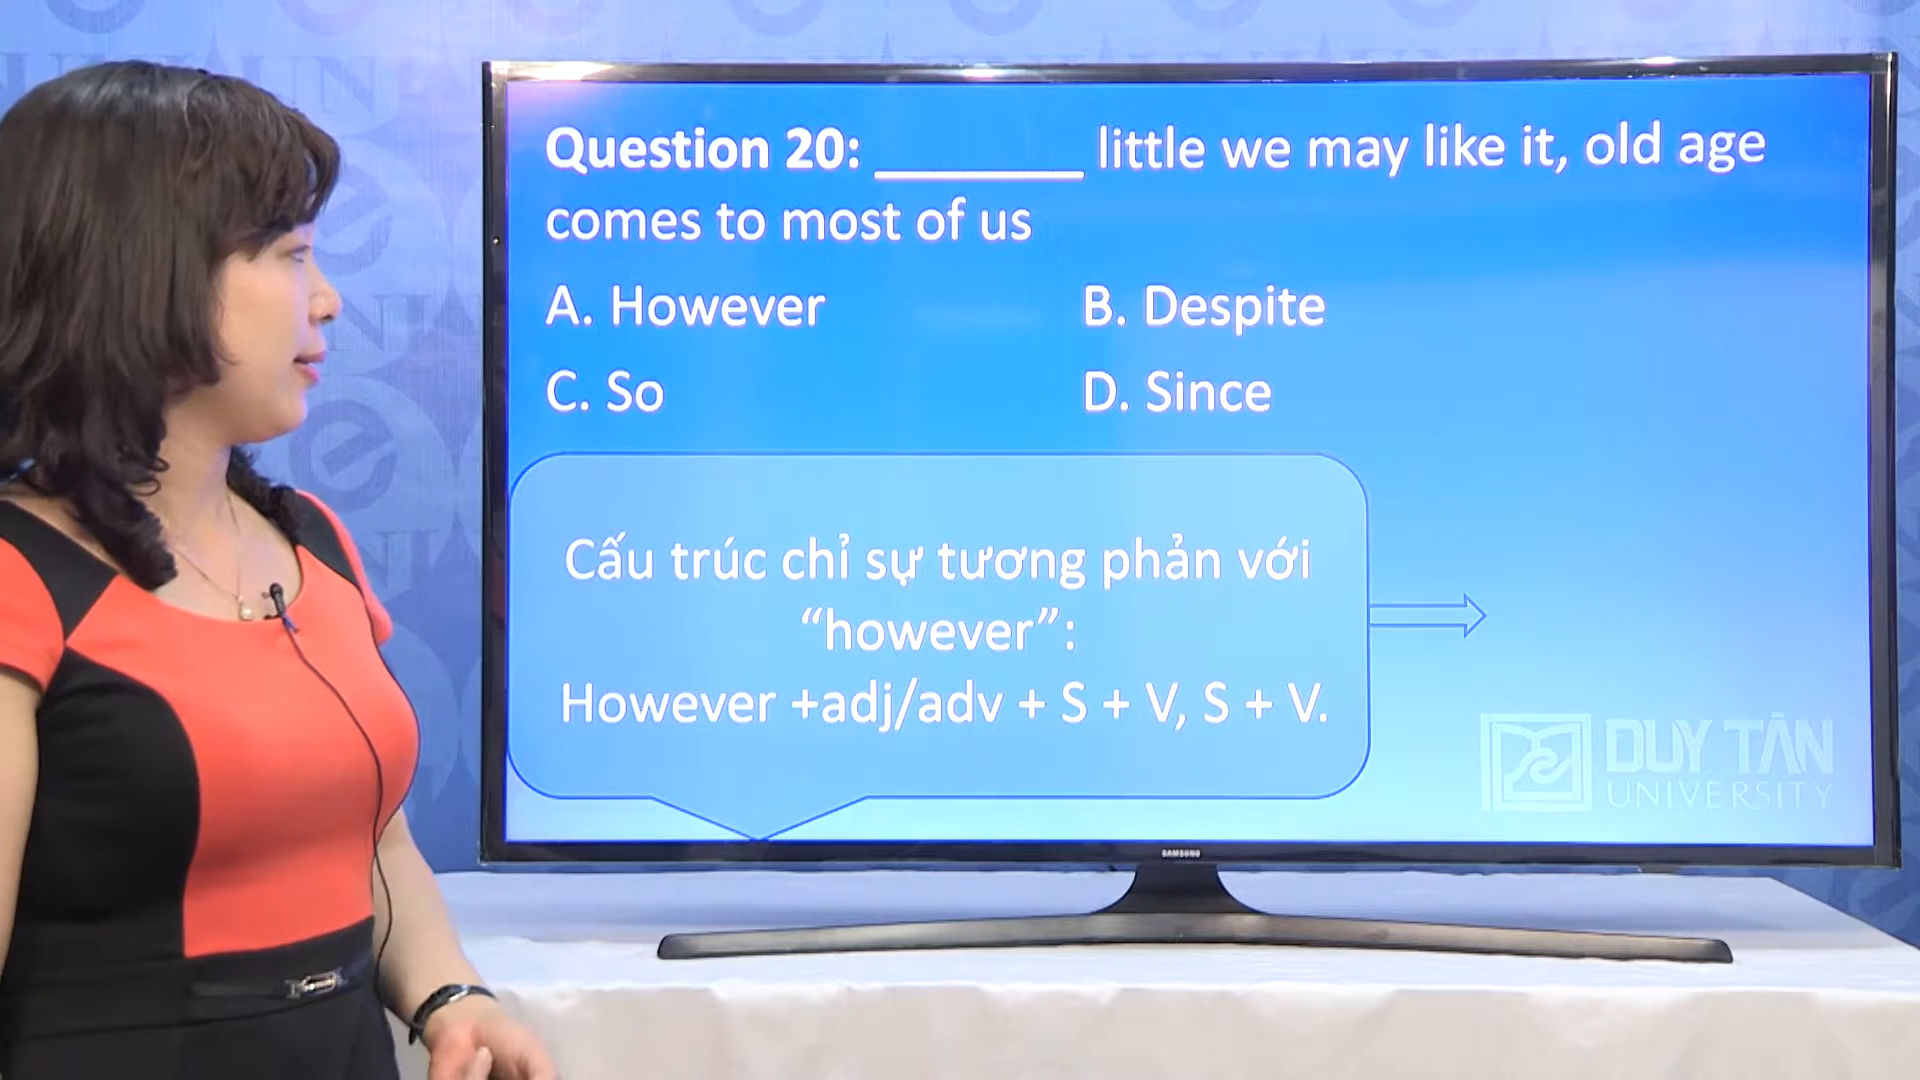 Question 20: ______ little we may like it, old age
comes to most of us
A. However B. Despite
C. So D. Since
Cấu trúc chỉ sự tương phản với
“however”:
However +adj/adv + S + V, S + V.
DUY TÂN
UNIVERSITY
SAMSUNG